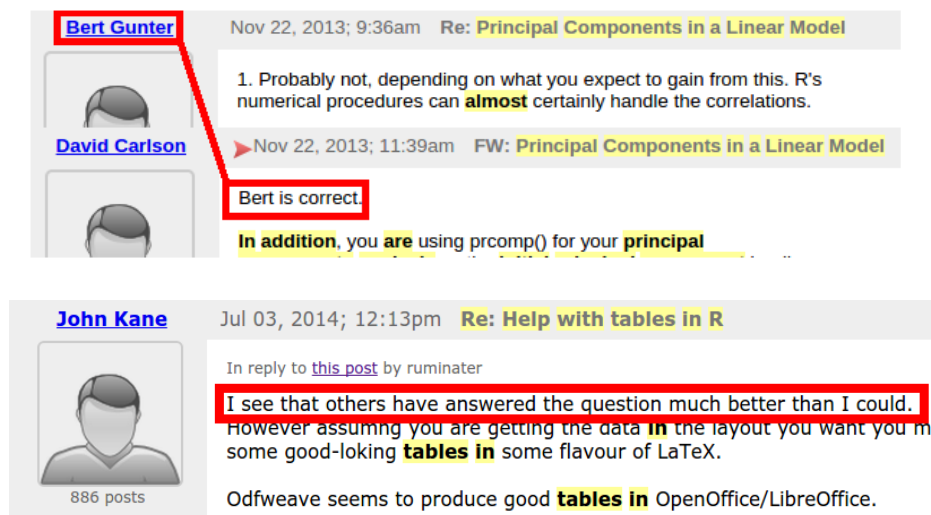 Bert Gunter
Nov 22, 2013; 9:36am Re: Principal Components in a Linear Model
1. Probably not, depending on what you expect to gain from this. R's
numerical procedures can almost certainly handle the correlations.
David Carlson
Nov 22, 2013; 11:39am FW: Principal Components in a Linear Model
Bert is correct.
In addition, you are using prcomp() for your principal
John Kane
Jul 03, 2014; 12:13pm Re: Help with tables in R
In reply to this post by ruminater
I see that others have answered the question much better than I could.
However assumng you are getting the data in the layout you want you m
some good-loking tables in some flavour of LaTeX.
886 posts
Odfweave seems to produce good tables in OpenOffice/LibreOffice.